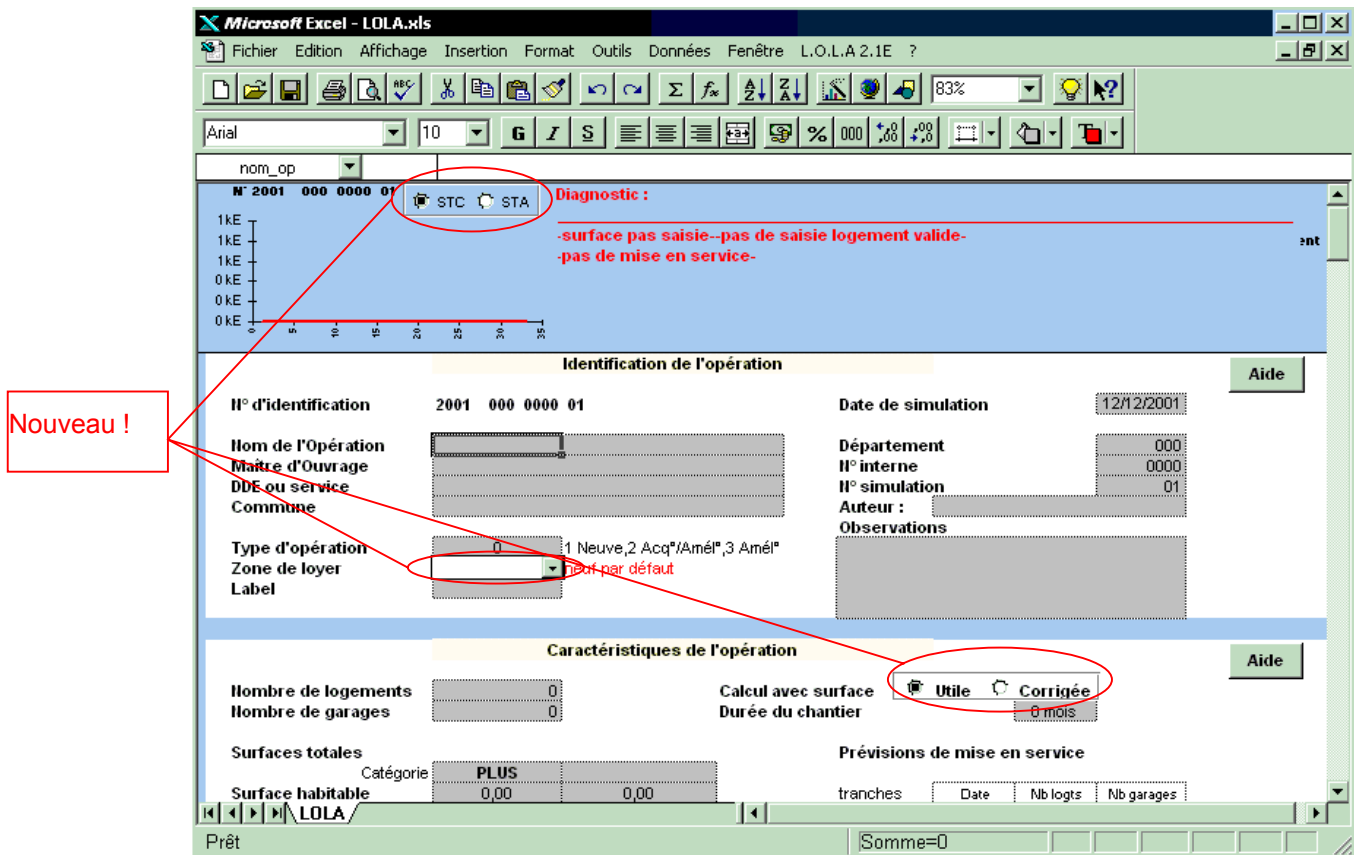 Microsoft Excel - LOLA.xls
Fichier Edition Affichage Insertion Format Outils Données Fenêtre L.O.L.A 2.1E ?
83%
Arial 10 G I S % 000
nom_op
N° 2001 000 0000 01 STC STA Diagnostic :
-surface pas saisie--pas de saisie logement valide-
-pas de mise en service-
ent
1kE
1kE
1kE
0kE
0kE
0kE
0 5 10 15 20 25 30 35
Identification de l'opération
Aide
N° d'identification 2001 000 0000 01 Date de simulation 12/12/2001
Nouveau !
Nom de l'Opération Département 000
Maître d'Ouvrage N° interne 0000
DDE ou service N° simulation 01
Commune Auteur :
Observations
Type d'opération 0 1 Neuve,2 Acq°/Amél°,3 Amél°
Zone de loyer neuf par défaut
Label
Caractéristiques de l'opération
Aide
Nombre de logements 0 Calcul avec surface Utile Corrigée
Nombre de garages 0 Durée du chantier 0 mois
Surfaces totales Prévisions de mise en service
Catégorie PLUS
Surface habitable 0,00 0,00 tranches Date Nb logts Nb garages
LOLA
Prêt Somme=0